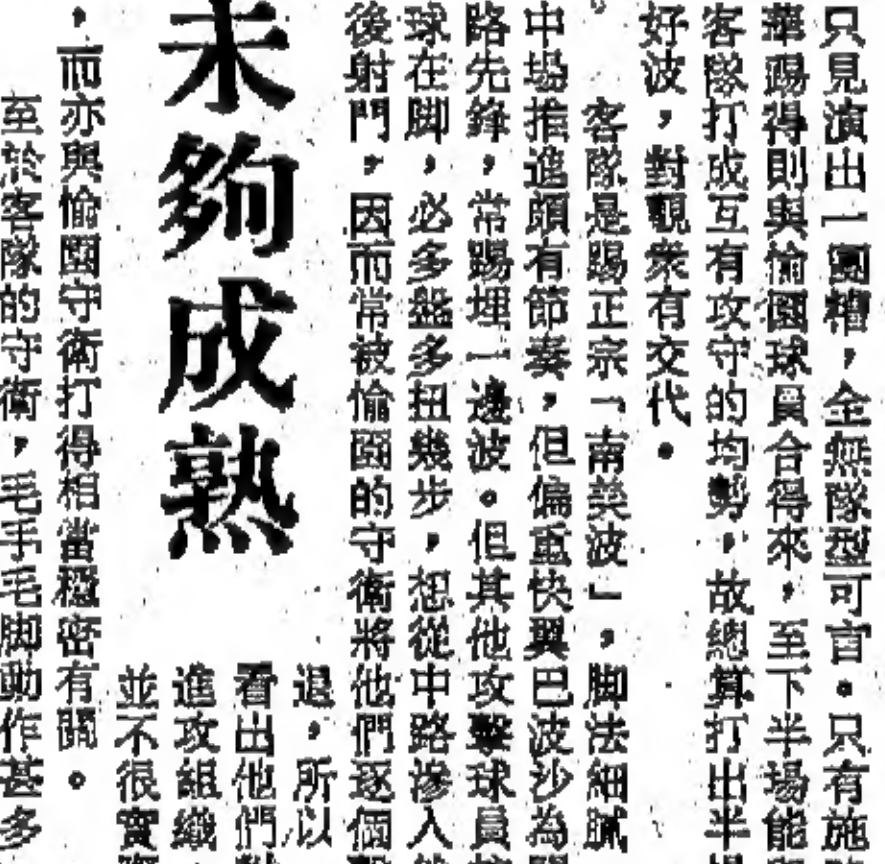 只見演出一團糟，全無隊型可言。只有施
華踢得則與愉園球員合得來，至下半場能
客隊打成互有攻守的均勢，故總算打出半
好波，對觀衆有交代。
客隊是踢正宗「南美波」，脚法細膩
中場推進頗有節奏，但偏重快翼巴波沙為
路先鋒，常踢埋一邊波。但其他攻擊球員
球在脚，必多盤多扭幾步，想從中路滲入
後射門，因而常被愉園的守衞將他們逐個
退，所以
看出他們
進攻組織
並不很實際
未夠成熟
，而亦與愉園守衞打得相當穩密有關。
至於客隊的守衞，毛手毛脚動作甚多